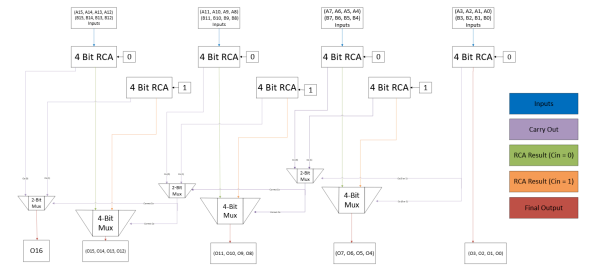 (A15, A14, A13, A12)
(B15, B14, B13, B12)
Inputs
(A11, A10, A9, A8)
(B11, B10, B9, B8)
Inputs
(A7, A6, A5, A4)
(B7, B6, B5, B4)
Inputs
(A3, A2, A1, A0)
(B3, B2, B1, B0)
Inputs
4 Bit RCA
0
4 Bit RCA
0
4 Bit RCA
0
4 Bit RCA
0
4 Bit RCA
1
4 Bit RCA
1
4 Bit RCA
1
Inputs
Carry Out
RCA Result (Cin = 0)
RCA Result (Cin = 1)
Final Output
2-Bit
Mux
2-Bit
Mux
2-Bit
Mux
4-Bit
Mux
4-Bit
Mux
4-Bit
Mux
O16
(O15, O14, O13, O12)
(O11, O10, O9, O8)
(O7, O6, O5, O4)
(O3, O2, O1, O0)